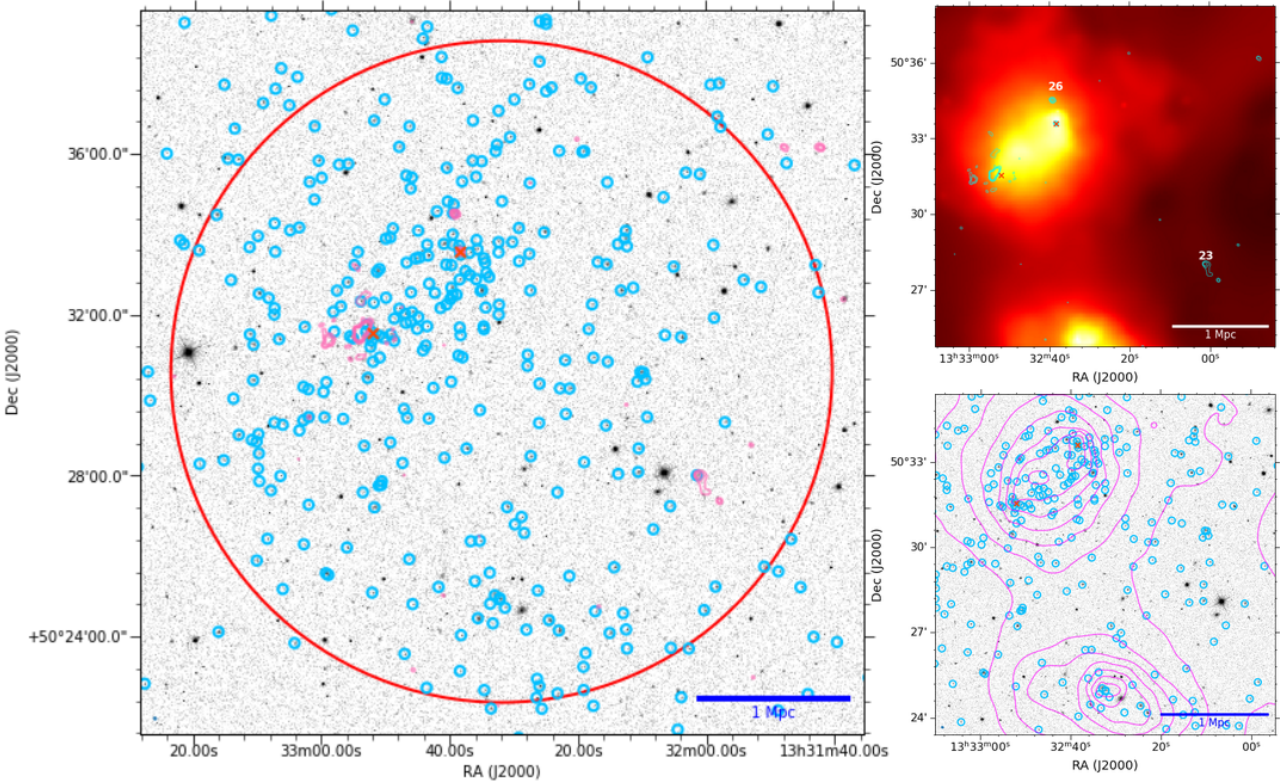 Dec (J2000)
36'00.0"
32'00.0"
28'00.0"
+50°24'00.0"
20.00s
33m00.00s
40.00s
20.00s
32m00.00s
13h31m40.00s
RA (J2000)
1 Mpc
Dec (J2000)
50°36'
33'
30'
27'
26
23
1 Mpc
13ʰ33ᵐ00ˢ
32ᵐ40ˢ
20ˢ
00ˢ
RA (J2000)
Dec (J2000)
50°33'
30'
27'
24'
1 Mpc
13ʰ33ᵐ00ˢ
32ᵐ40ˢ
20ˢ
00ˢ
RA (J2000)